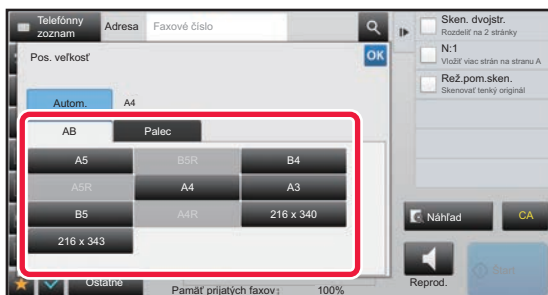 Telefónny
zoznam
Adresa
Faxové číslo
Pos. veľkosť
OK
Autom.
A4
AB
Palec
A5
B5R
B4
A5R
A4
A3
B5
A4R
216 x 340
216 x 343
Ostatné
Pamäť prijatých faxov:
100%
Sken. dvojstr.
Rozdeliť na 2 stránky
N:1
Vložiť viac strán na stranu A
Rež.pom.sken.
Skenovať tenký originál
Náhľad
CA
Reprod.
Štart